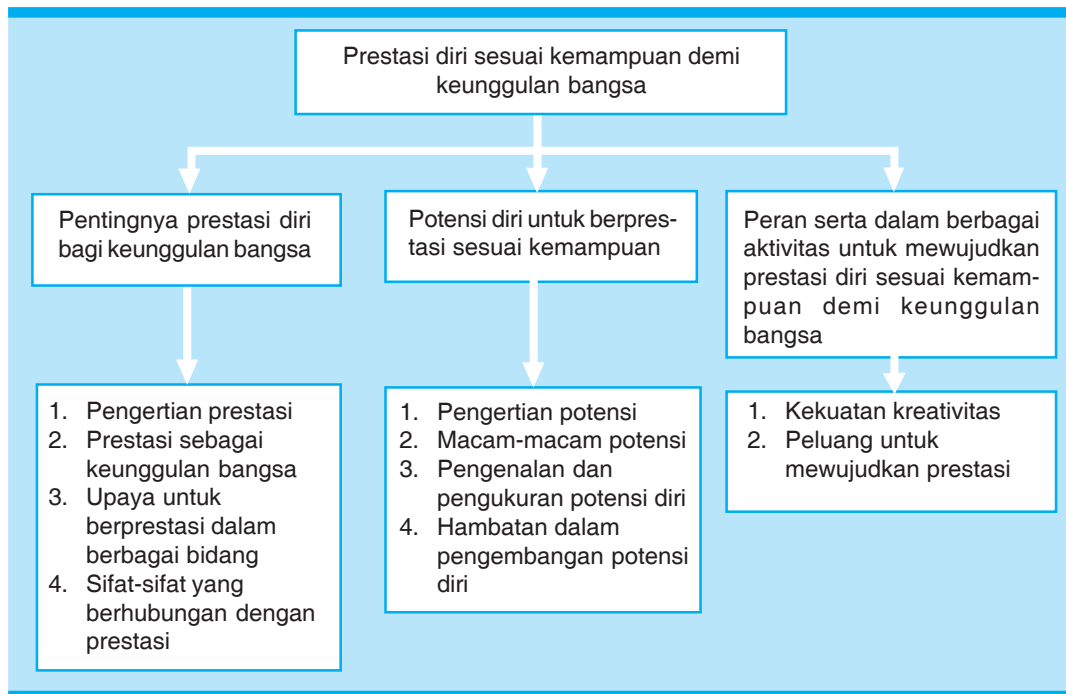 Prestasi diri sesuai kemampuan demi
keunggulan bangsa
Pentingnya prestasi diri
bagi keunggulan bangsa
Potensi diri untuk berpres-
tasi sesuai kemampuan
Peran serta dalam berbagai
aktivitas untuk mewujudkan
prestasi diri sesuai kemam-
puan demi keunggulan
bangsa
1. Pengertian prestasi
2. Prestasi sebagai
keunggulan bangsa
3. Upaya untuk
berprestasi dalam
berbagai bidang
4. Sifat-sifat yang
berhubungan dengan
prestasi
1. Pengertian potensi
2. Macam-macam potensi
3. Pengenalan dan
pengukuran potensi diri
4. Hambatan dalam
pengembangan potensi
diri
1. Kekuatan kreativitas
2. Peluang untuk
mewujudkan prestasi